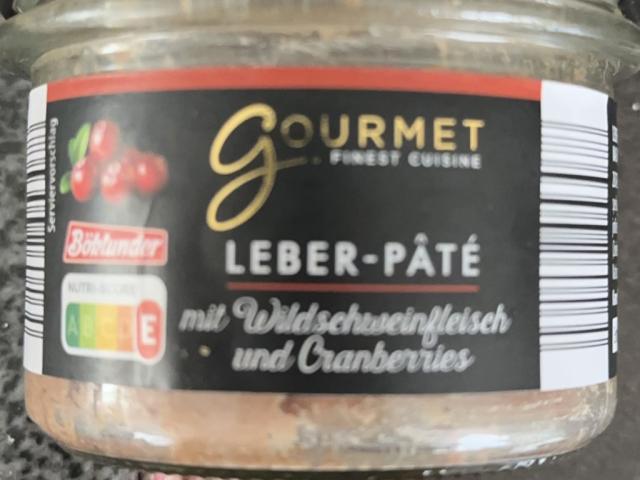 GOURMET
FINEST CUISINE
Serviervorschlag
Böklunder
LEBER-PÂTÉ
NUTRI-SCORE
A B C D E
mit Wildschweinfleisch
und Cranberries